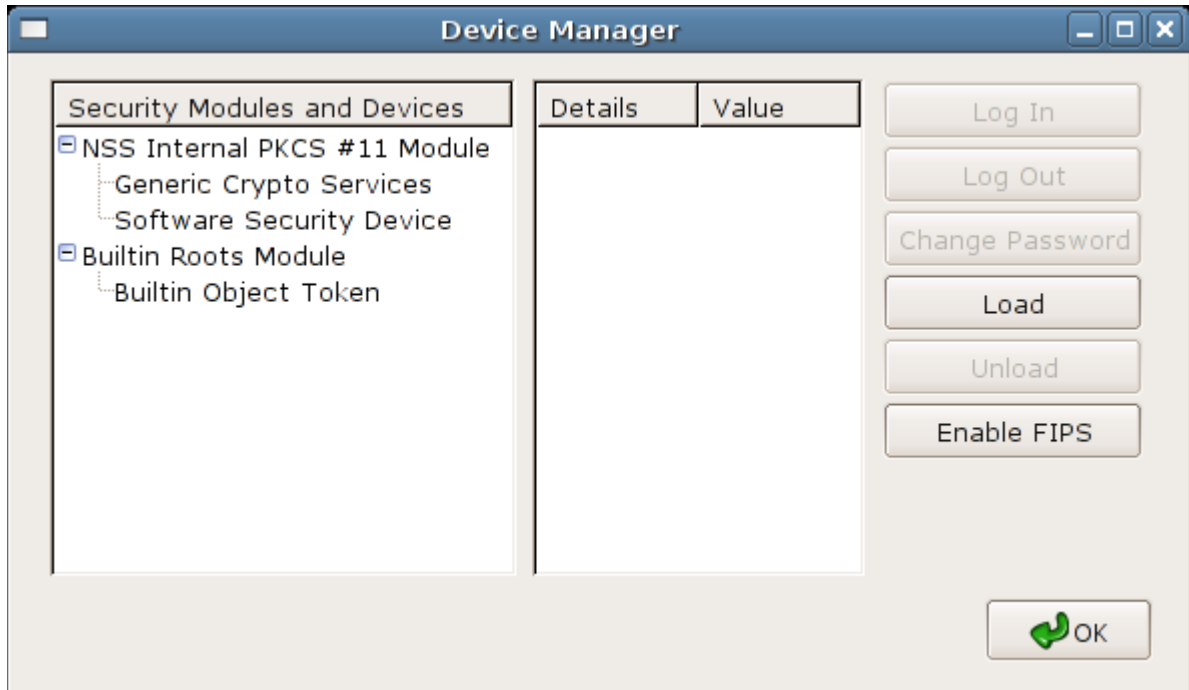 Device Manager
Security Modules and Devices
NSS Internal PKCS #11 Module
Generic Crypto Services
Software Security Device
Builtin Roots Module
Builtin Object Token
Details Value
Log In
Log Out
Change Password
Load
Unload
Enable FIPS
OK